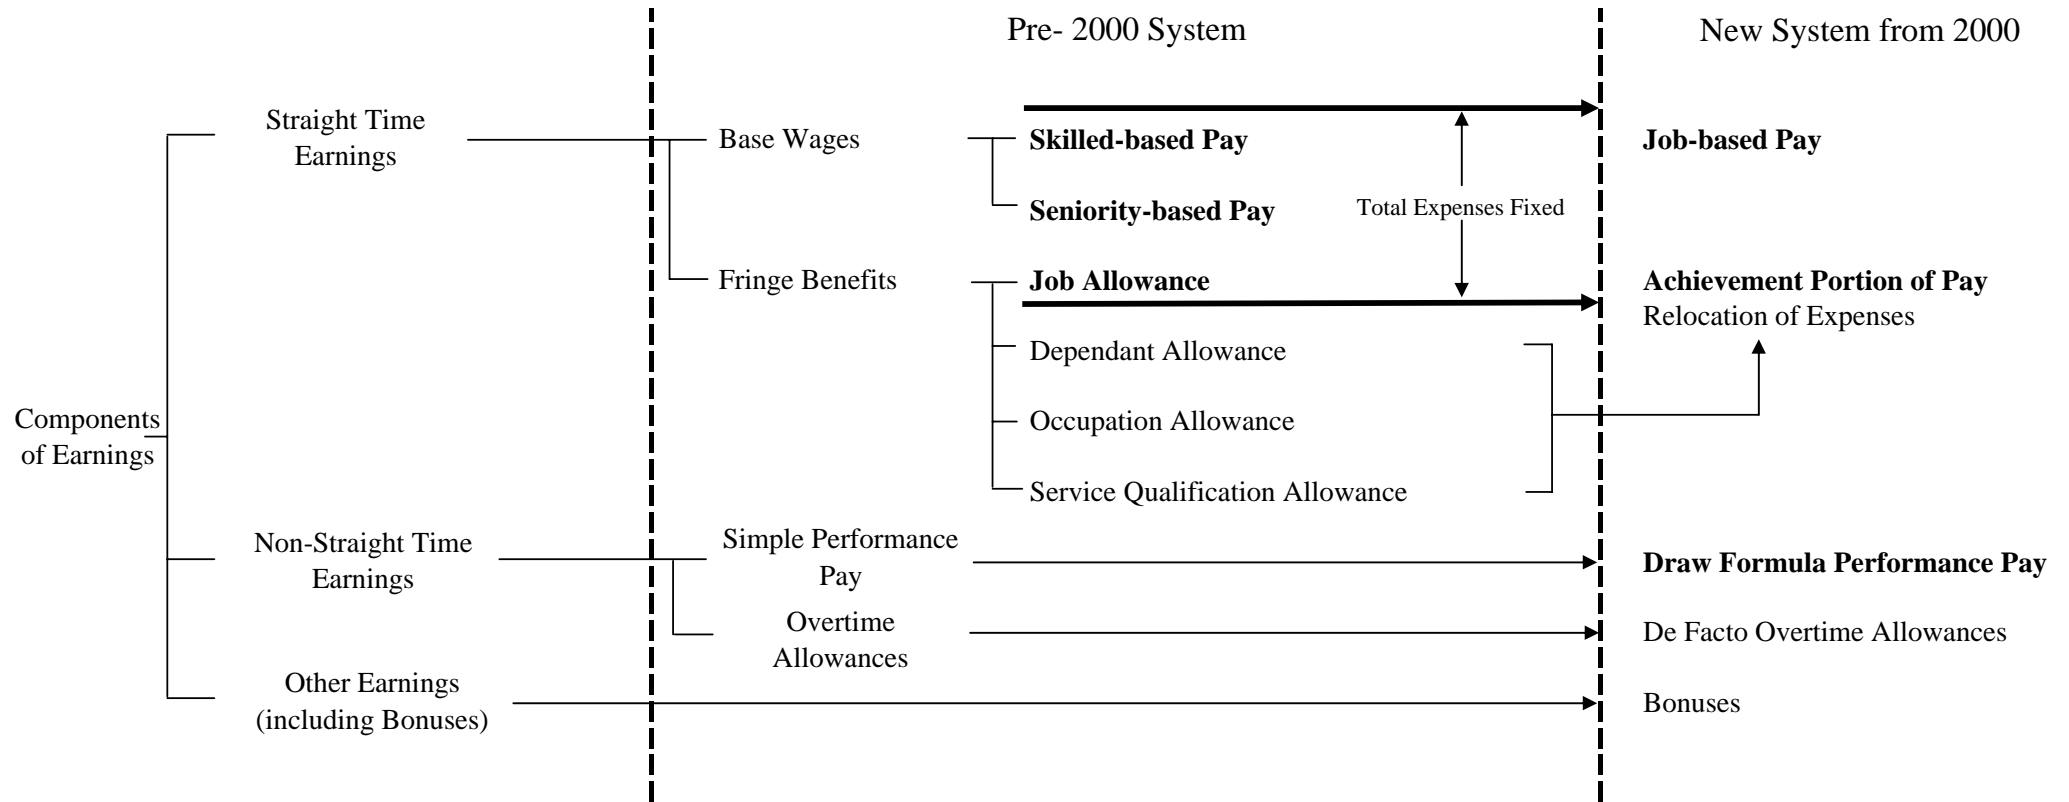 Pre- 2000 System
New System from 2000
Straight Time
Earnings
Base Wages
Skilled-based Pay
Job-based Pay
Seniority-based Pay
Total Expenses Fixed
Fringe Benefits
Job Allowance
Achievement Portion of Pay
Relocation of Expenses
Dependant Allowance
Components
of Earnings
Occupation Allowance
Service Qualification Allowance
Non-Straight Time
Earnings
Simple Performance
Pay
Draw Formula Performance Pay
Overtime
Allowances
De Facto Overtime Allowances
Other Earnings
(including Bonuses)
Bonuses